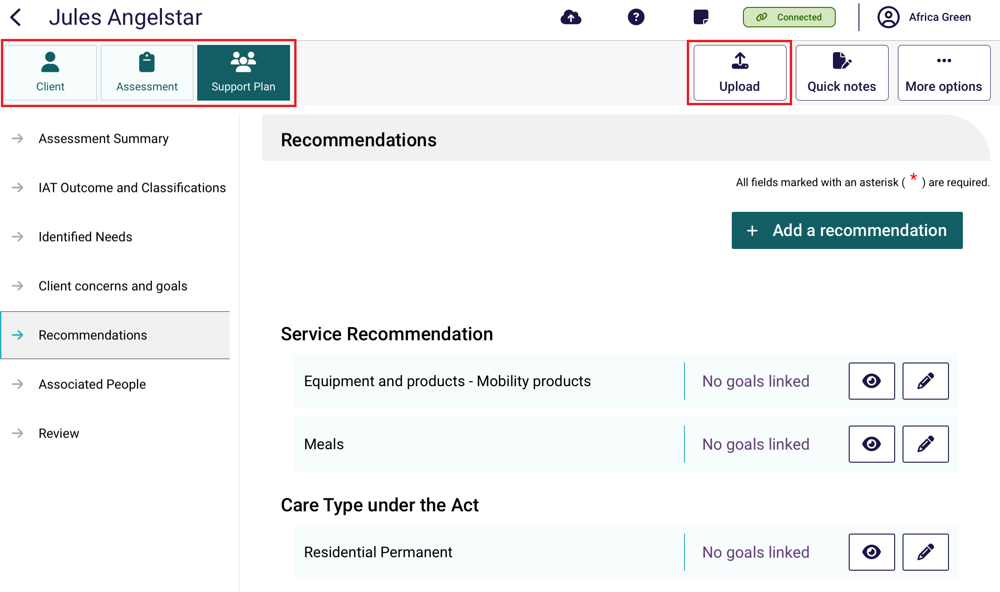 Jules Angelstar
Connected
Africa Green
Client
Assessment
Support Plan
Upload
Quick notes
More options
Assessment Summary
IAT Outcome and Classifications
Identified Needs
Client concerns and goals
Recommendations
Associated People
Review
Recommendations
All fields marked with an asterisk ( * ) are required.
+ Add a recommendation
Service Recommendation
Equipment and products - Mobility products
No goals linked
Meals
No goals linked
Care Type under the Act
Residential Permanent
No goals linked